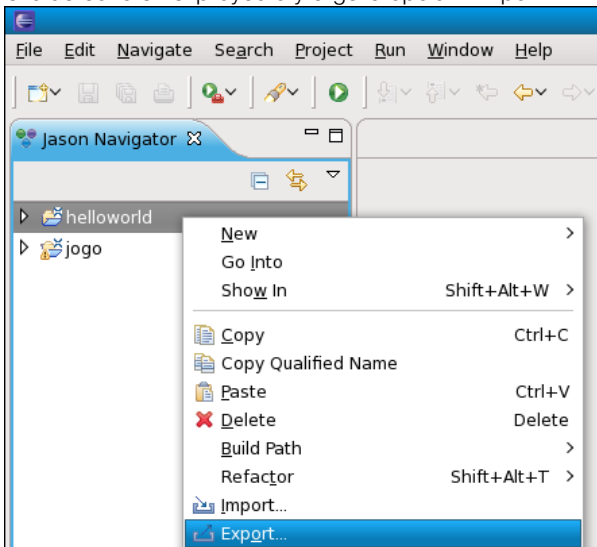 File Edit Navigate Search Project Run Window Help
Jason Navigator
helloworld
jogo
New
Go Into
Show In Shift+Alt+W
Copy Ctrl+C
Copy Qualified Name
Paste Ctrl+V
Delete Delete
Build Path
Refactor Shift+Alt+T
Import...
Export...